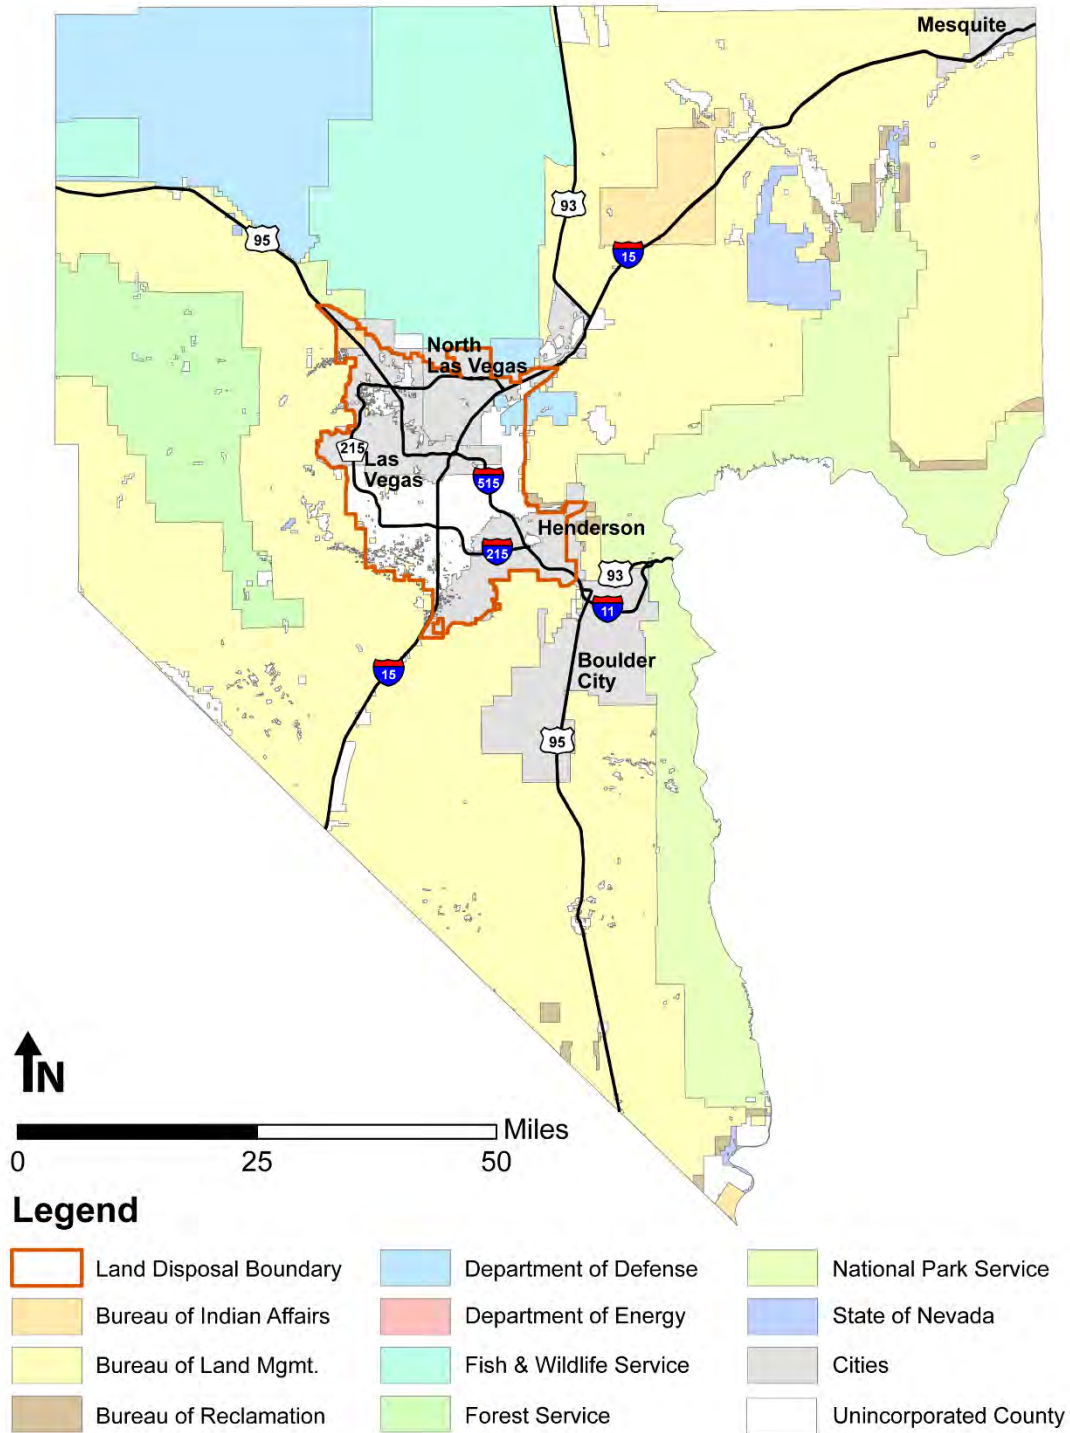 Mesquite
93
95
15
North
Las Vegas
215
Las
Vegas
515
Henderson
215
93
11
Boulder
City
15
95
N
Miles
0 25 50
Legend
Land Disposal Boundary
Department of Defense
National Park Service
Bureau of Indian Affairs
Department of Energy
State of Nevada
Bureau of Land Mgmt.
Fish & Wildlife Service
Cities
Bureau of Reclamation
Forest Service
Unincorporated County